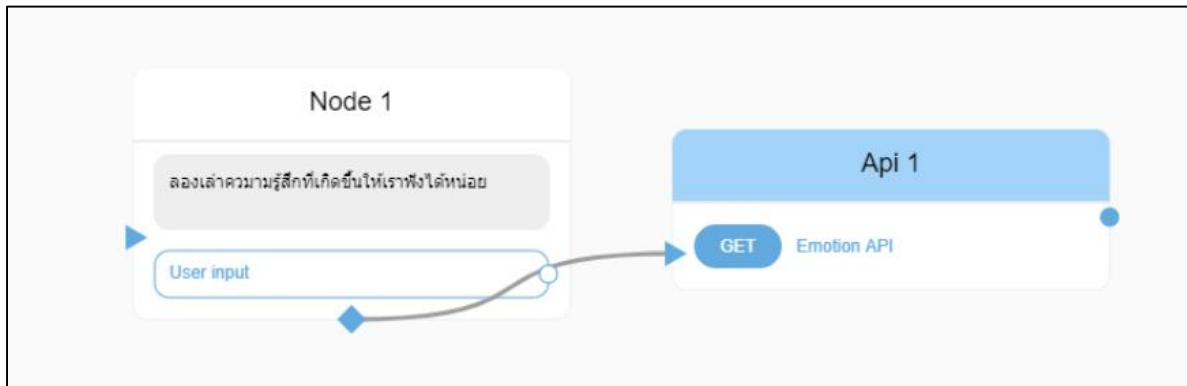 Node 1
ลองเล่าควมามรู้สึกที่เกิดขึ้นให้เราฟังได้หน่อย
User input
Api 1
GET Emotion API